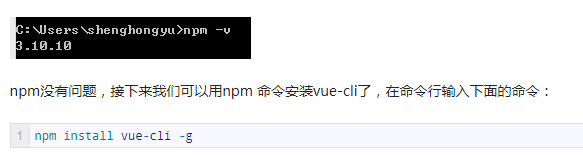 C:\Users\shenghongyu>npm -v
3.10.10
npm没有问题，接下来我们可以用npm 命令安装vue-cli了，在命令行输入下面的命令：
1 npm install vue-cli -g